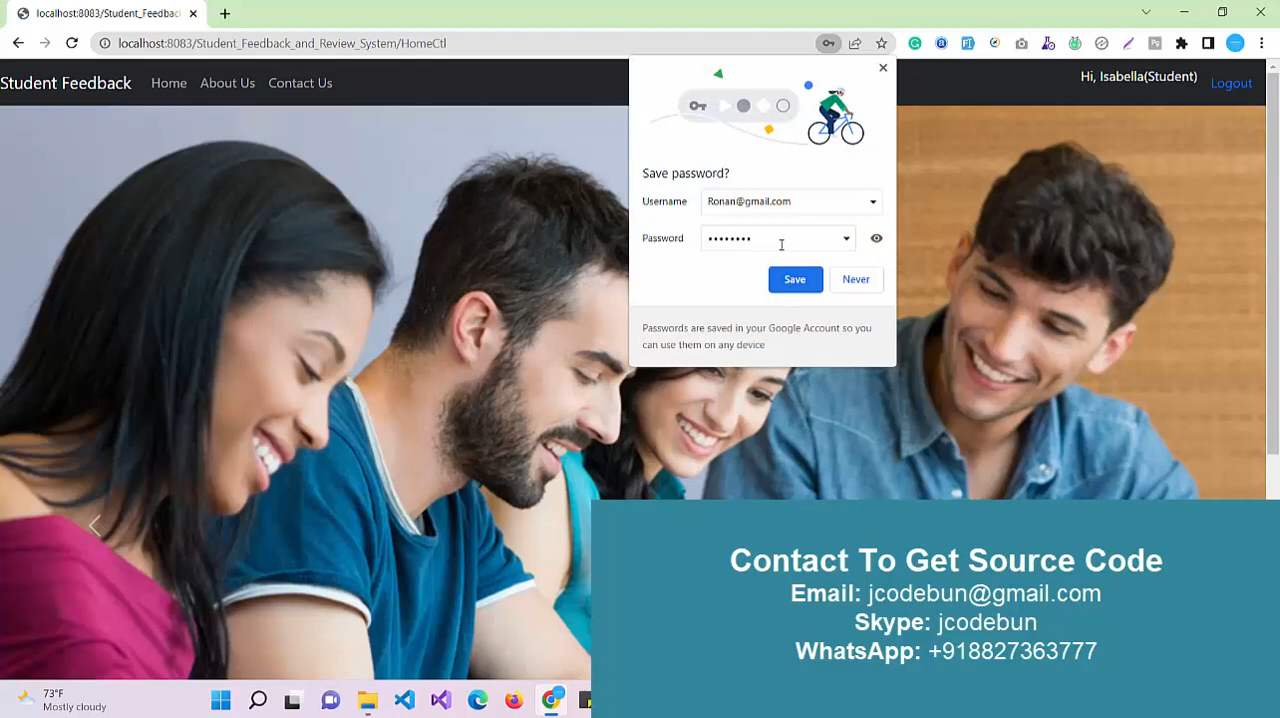 localhost:8083/Student_Feedback
localhost:8083/Student_Feedback_and_Review_System/HomeCtl
Student Feedback
Home
About Us
Contact Us
Hi, Isabella(Student)
Logout
Save password?
Username
Ronan@gmail.com
Password
••••••••
Save
Never
Passwords are saved in your Google Account so you
can use them on any device
Contact To Get Source Code
Email: jcodebun@gmail.com
Skype: jcodebun
WhatsApp: +918827363777
73°F
Mostly cloudy